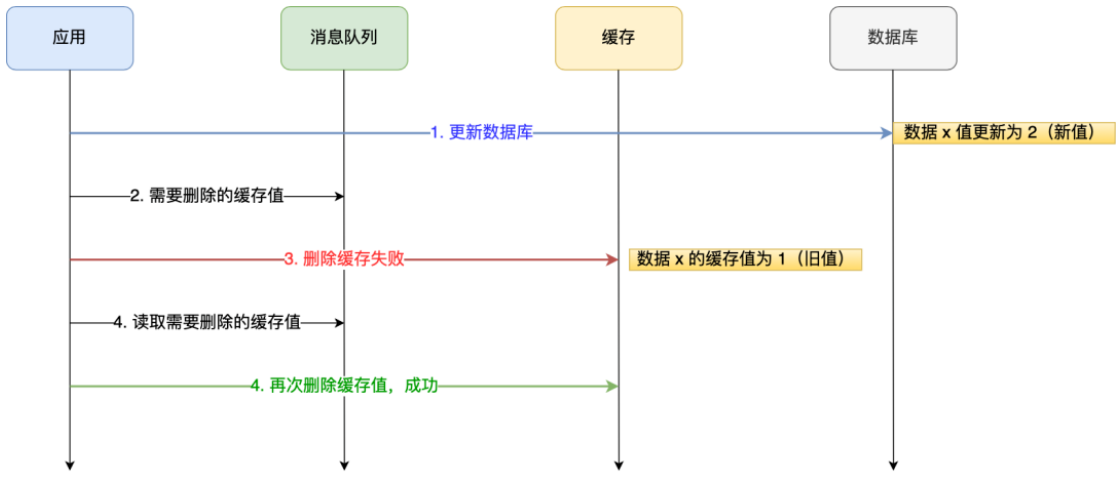 应用
消息队列
缓存
数据库
1. 更新数据库
数据 x 值更新为 2（新值）
2. 需要删除的缓存值
3. 删除缓存失败
数据 x 的缓存值为 1（旧值）
4. 读取需要删除的缓存值
4. 再次删除缓存值，成功